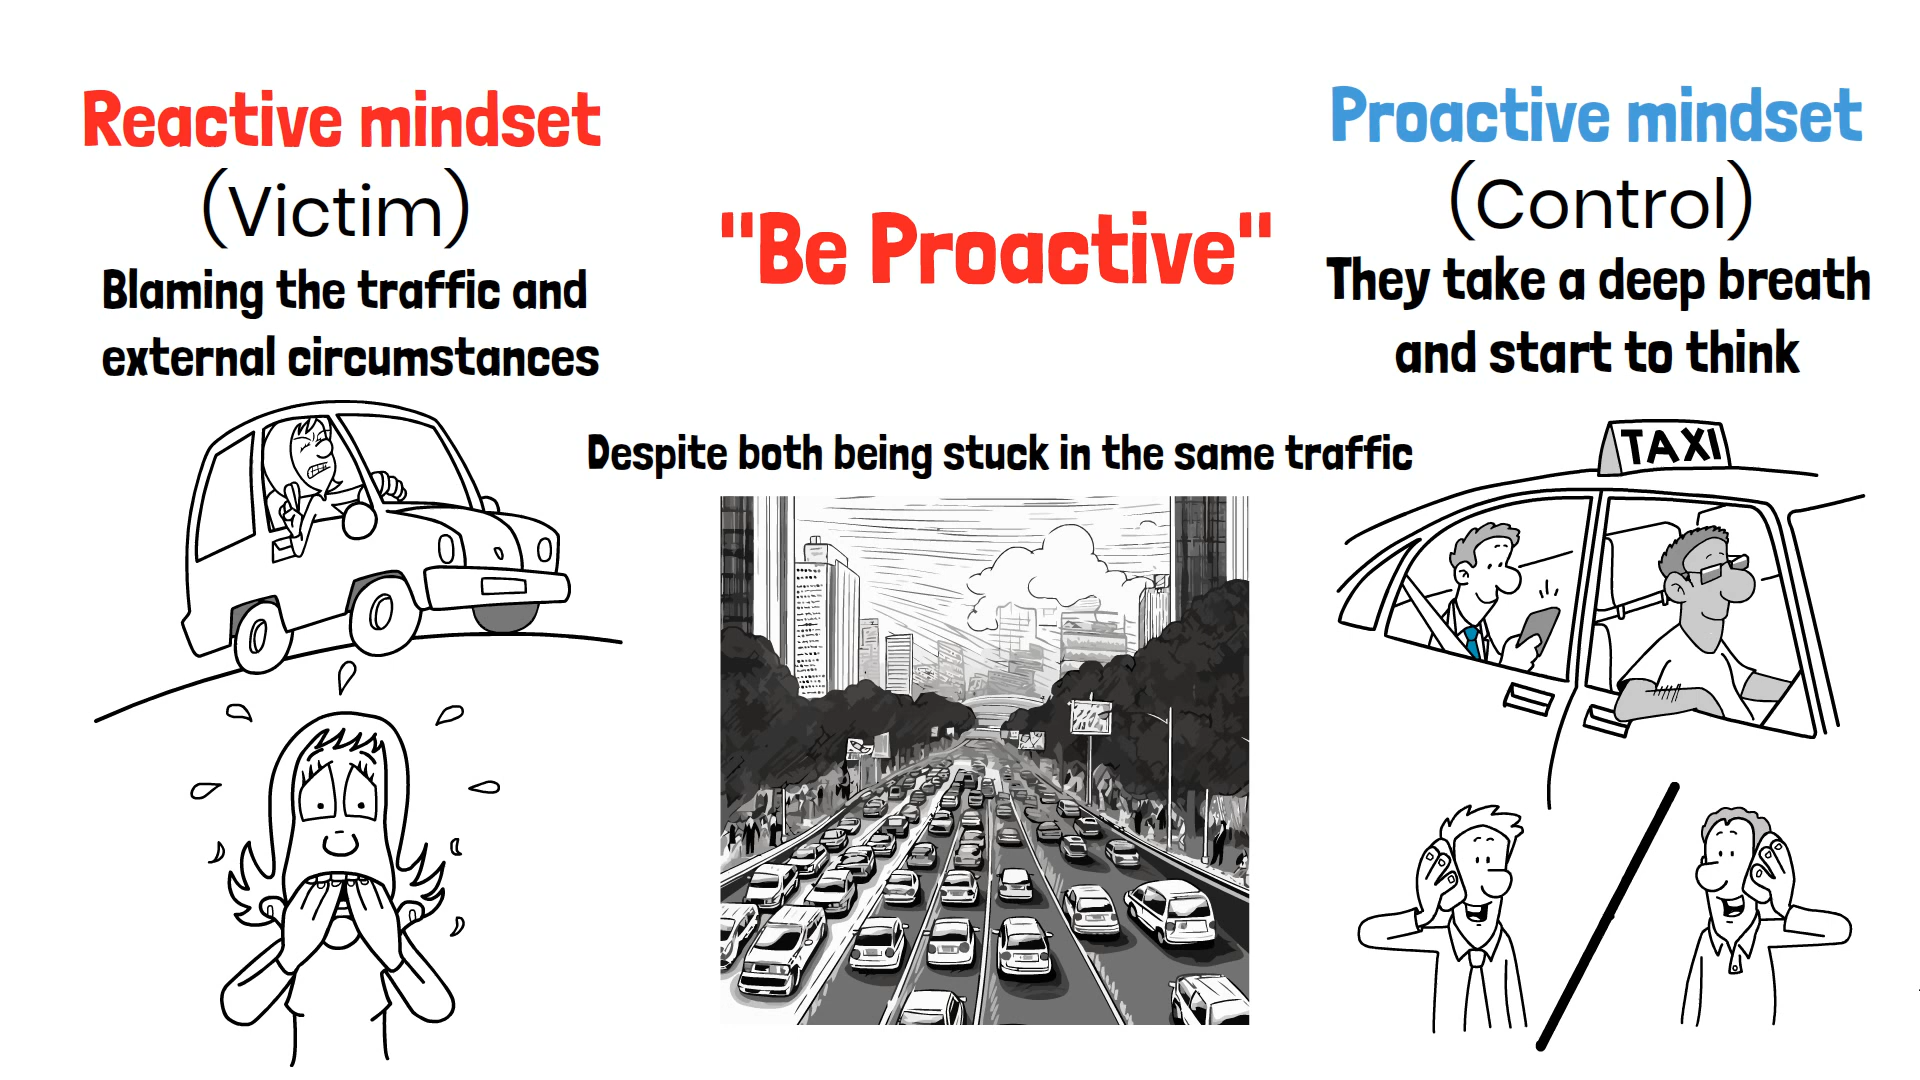 Reactive mindset
(Victim)
Blaming the traffic and
external circumstances
"Be Proactive"
Despite both being stuck in the same traffic
Proactive mindset
(Control)
They take a deep breath
and start to think
TAXI